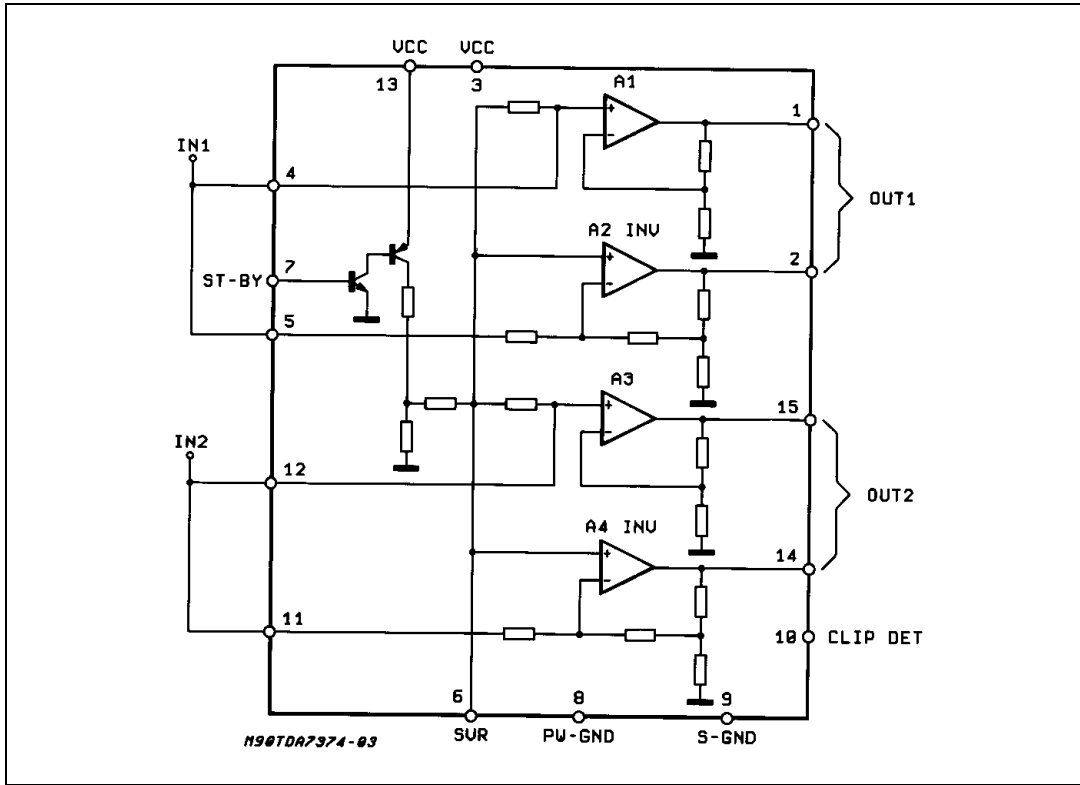 VCC VCC
13 3
A1
1
IN1
4
OUT1
A2 INV
2
7
ST-BY
5
A3
15
IN2
12
OUT2
A4 INV
14
11
10 CLIP DET
6 8 9
SVR PW-GND S-GND
M90TDA7374-03
+
-
+
-
+
-
+
-